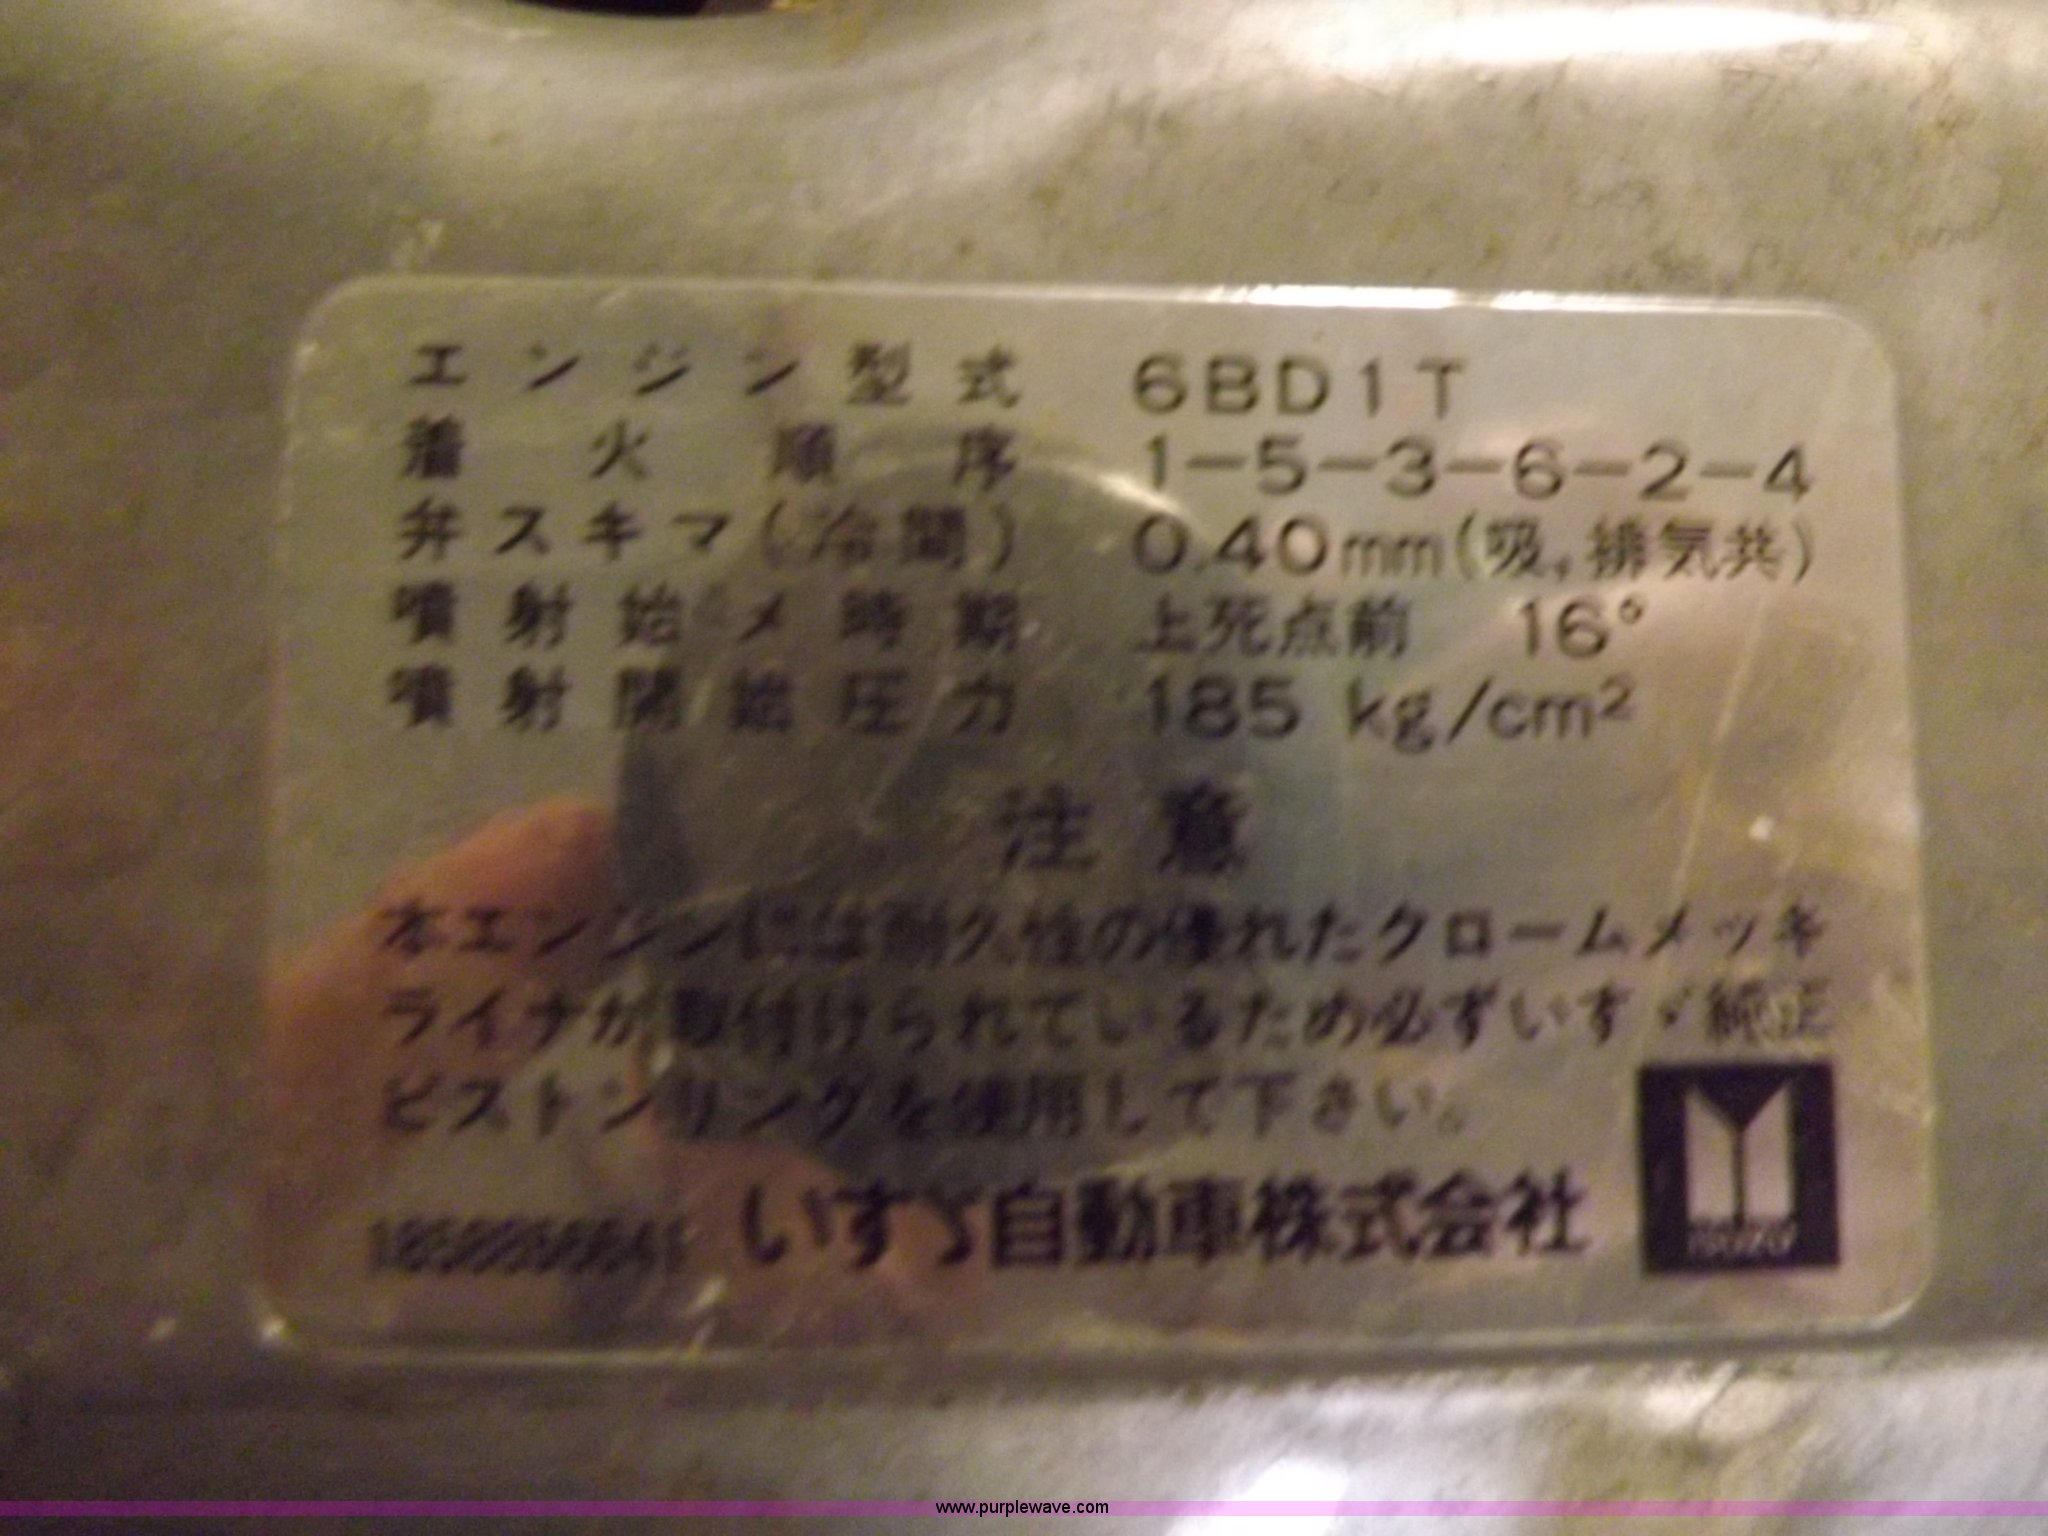 エンジン型式 6BD1T
着火順序 1-5-3-6-2-4
弁スキマ(冷間) 0.40mm(吸,排気共)
噴射始メ時期 上死点前 16°
噴射開始圧力 185 kg/cm²
注意
本エンジンには耐久性の優れたクロームメッキ
ライナが取付けられているため必ずいすゞ純正
ピストンリングを使用して下さい。
いすゞ自動車株式会社
ISUZU
www.purplewave.com